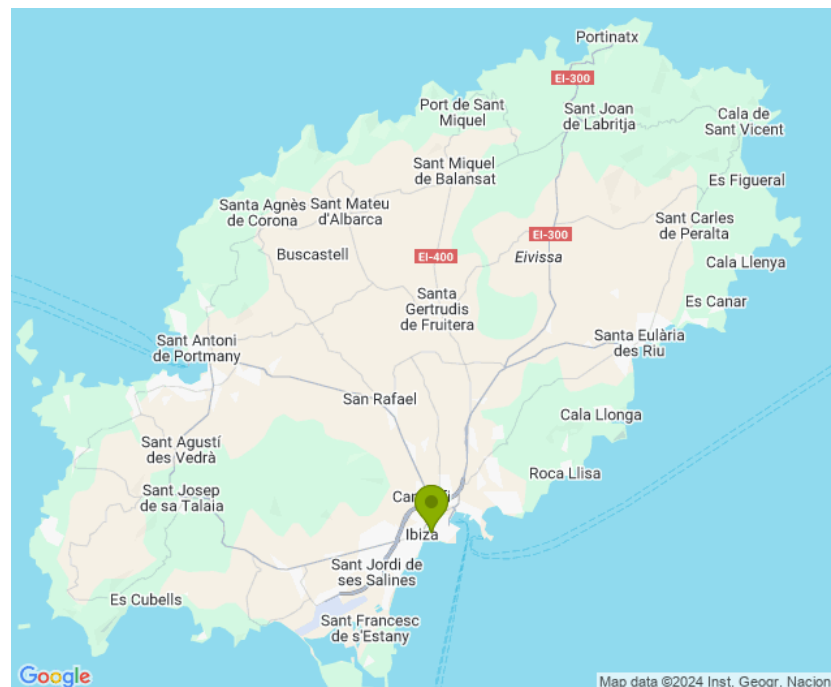 Portinatx
EI-300
Port de Sant
Miquel
Sant Joan
de Labritja
Cala de
Sant Vicent
Sant Miquel
de Balansat
Es Figueral
Santa Agnès
de Corona
Sant Mateu
d'Albarca
Sant Carles
de Peralta
EI-300
Buscastell
EI-400
Eivissa
Cala Llenya
Santa
Gertrudis
de Fruitera
Es Canar
Sant Antoni
de Portmany
Santa Eulària
des Riu
San Rafael
Cala Llonga
Sant Agustí
des Vedrà
Roca Llisa
Sant Josep
de sa Talaia
Ibiza
Sant Jordi de
ses Salines
Es Cubells
Sant Francesc
de s'Estany
Google
Map data ©2024 Inst. Geogr. Nacion